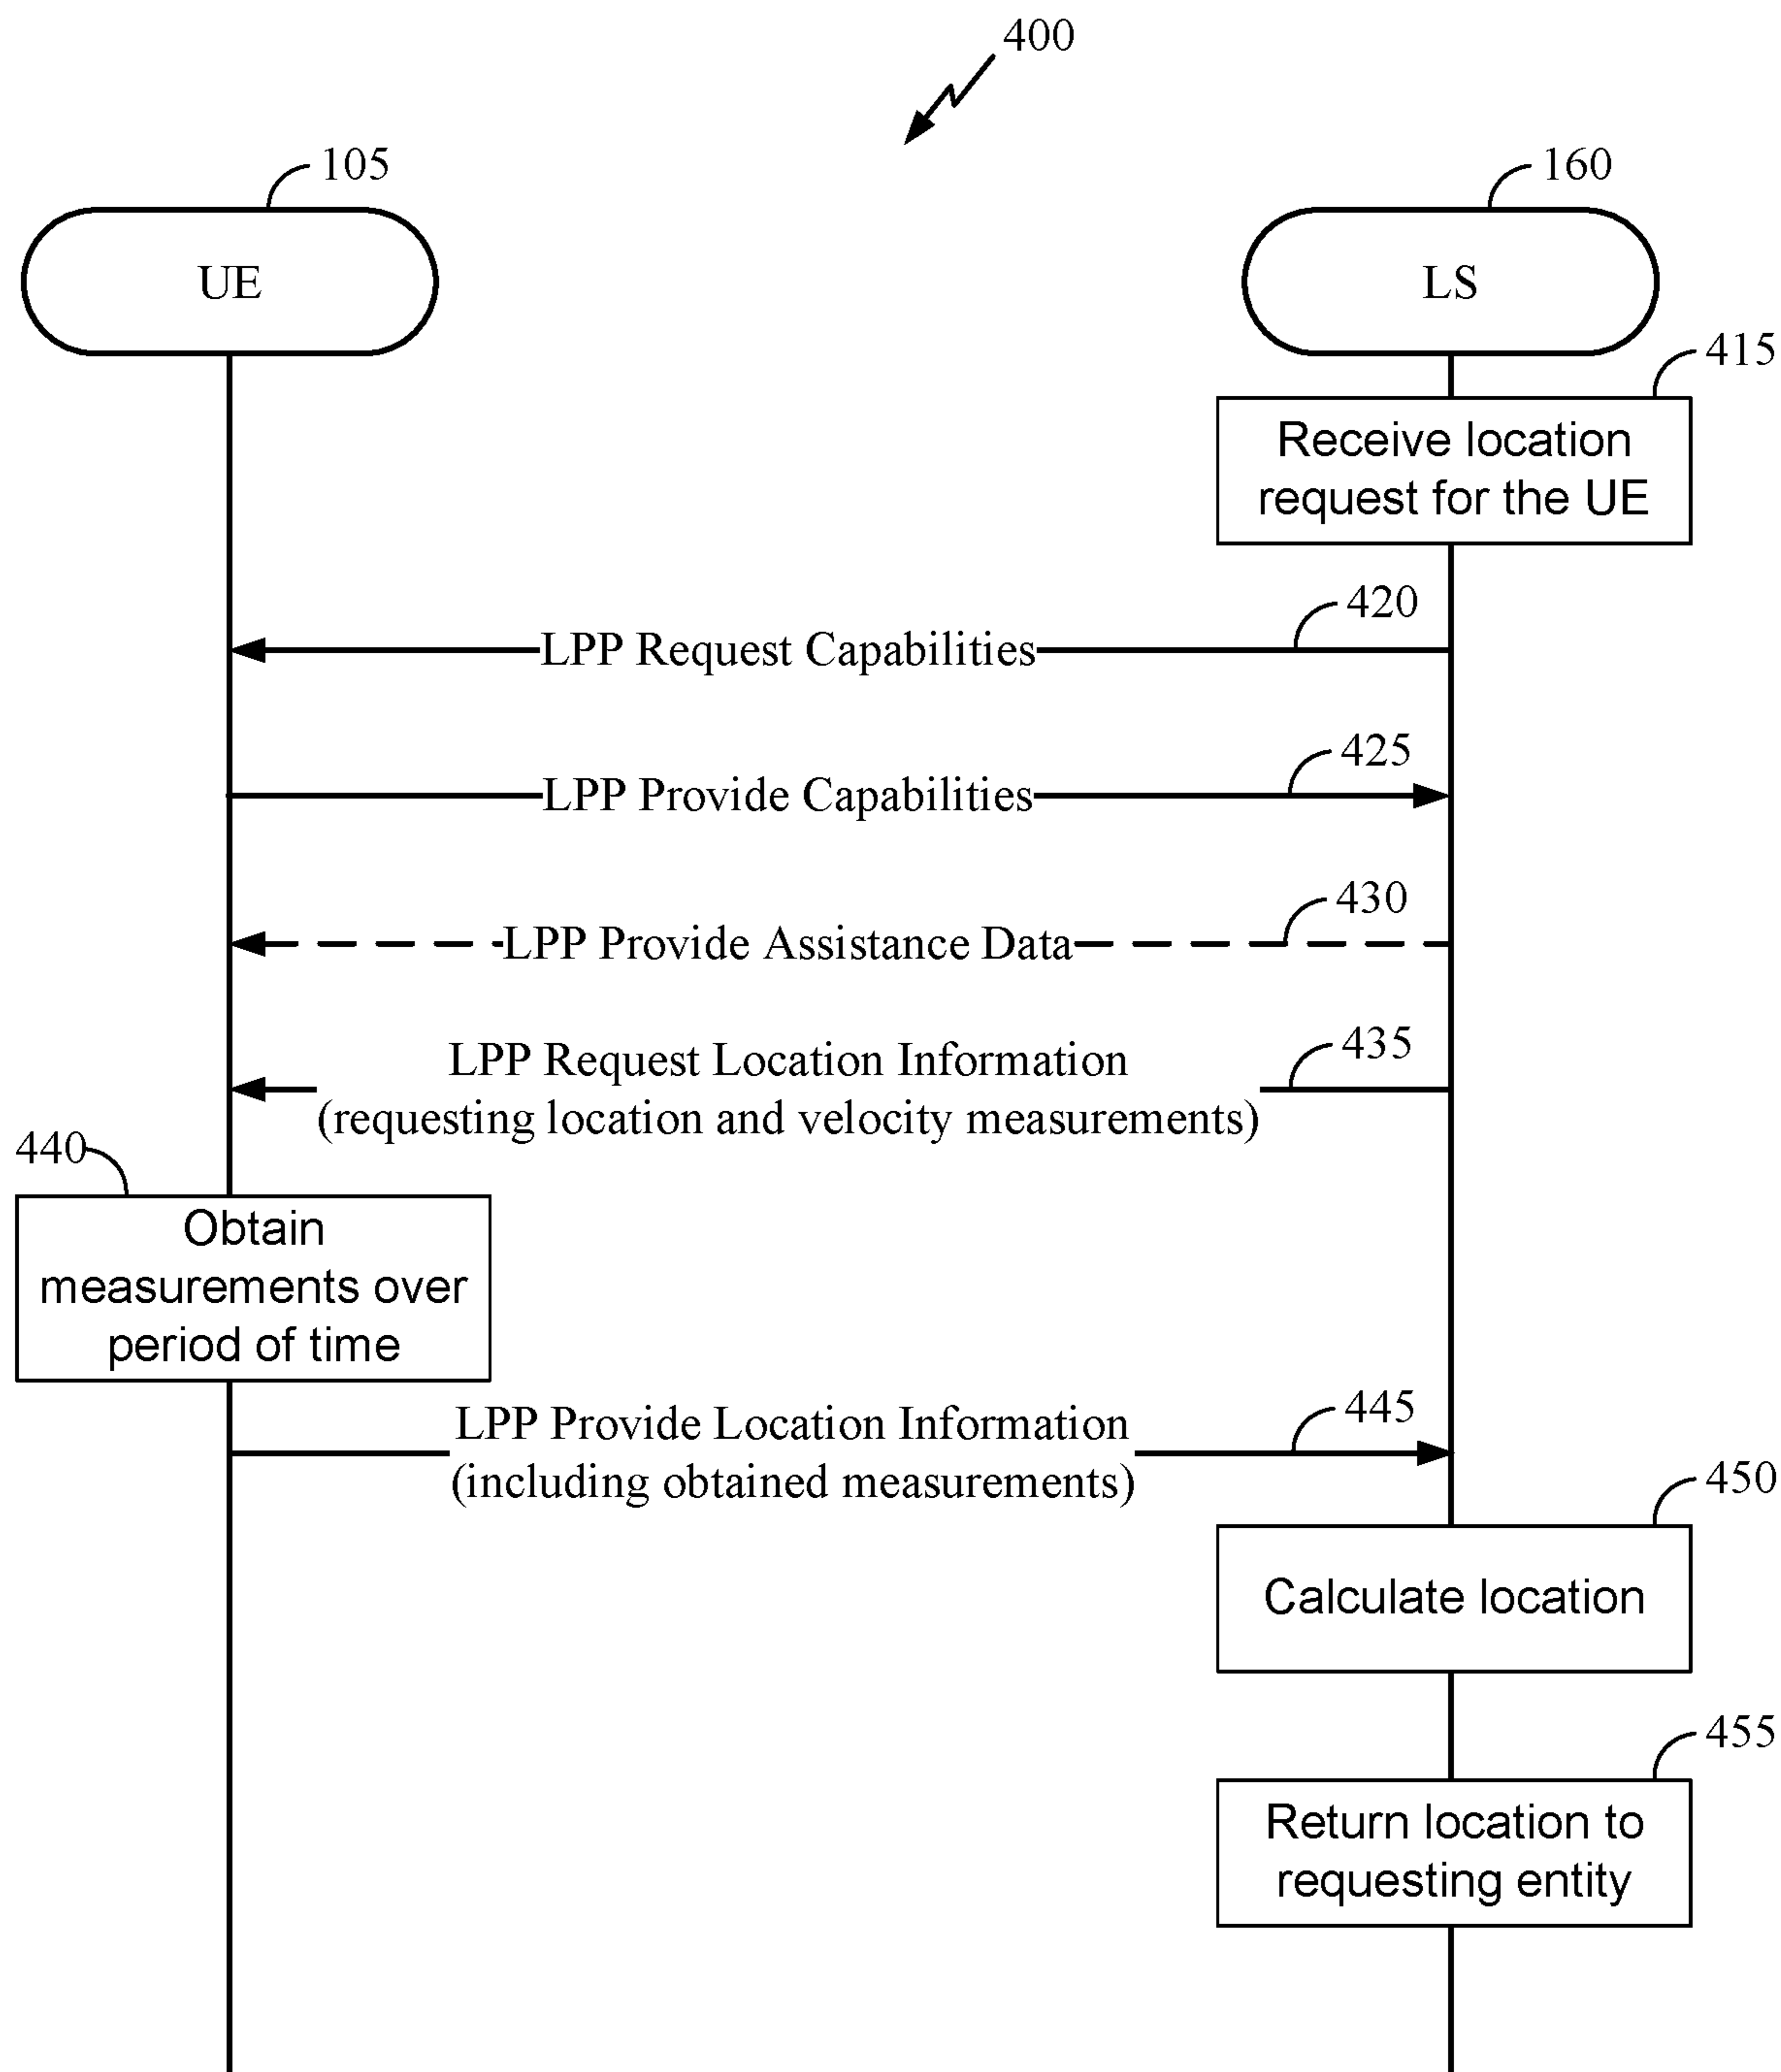 400
105
160
UE
LS
415
Receive location
request for the UE
420
LPP Request Capabilities
425
LPP Provide Capabilities
430
LPP Provide Assistance Data
435
LPP Request Location Information
(requesting location and velocity measurements)
440
Obtain
measurements over
period of time
445
LPP Provide Location Information
(including obtained measurements)
450
Calculate location
455
Return location to
requesting entity